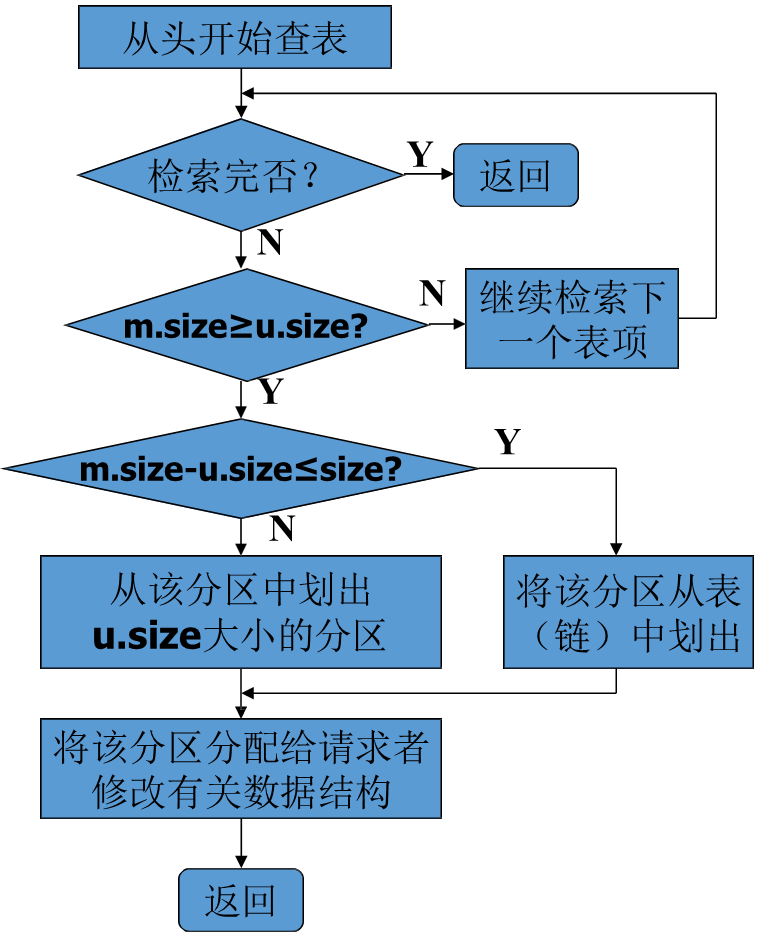 从头开始查表
检索完否？
Y
返回
N
m.size≥u.size?
N
继续检索下
一个表项
Y
m.size-u.size≤size?
Y
N
从该分区中划出
u.size大小的分区
将该分区从表
（链）中划出
将该分区分配给请求者
修改有关数据结构
返回